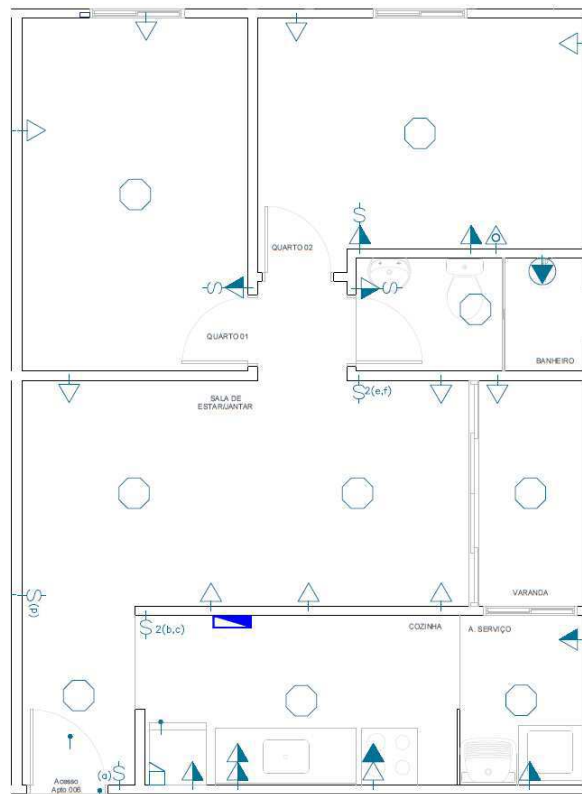 QUARTO 02
S
QUARTO 01
S
S
BANHEIRO
SALA DE
ESTAR/JANTAR
S 2(e,f)
VARANDA
S (d)
S 2(b,c)
COZINHA
A. SERVIÇO
(a) S
Acesso
Apto.006